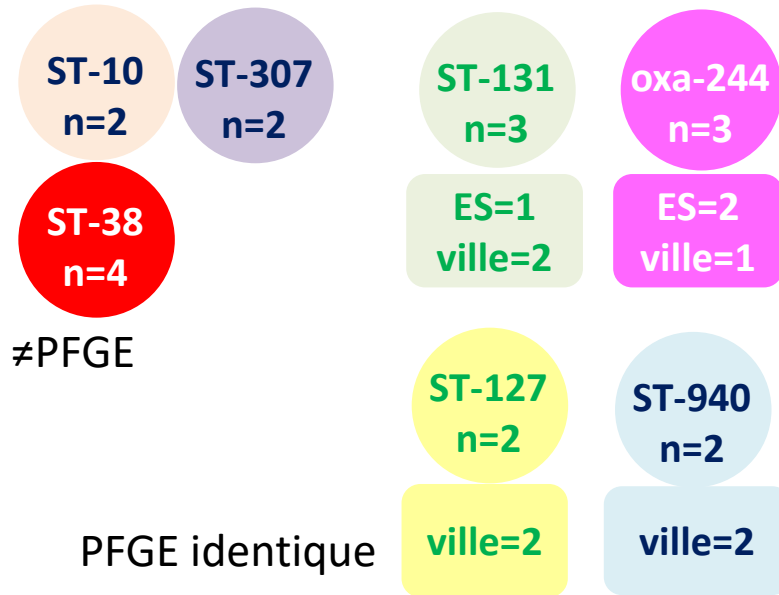 ST-10
n=2
ST-307
n=2
ST-38
n=4
≠PFGE
ST-131
n=3
ES=1
ville=2
oxa-244
n=3
ES=2
ville=1
ST-127
n=2
ville=2
ST-940
n=2
ville=2
PFGE identique